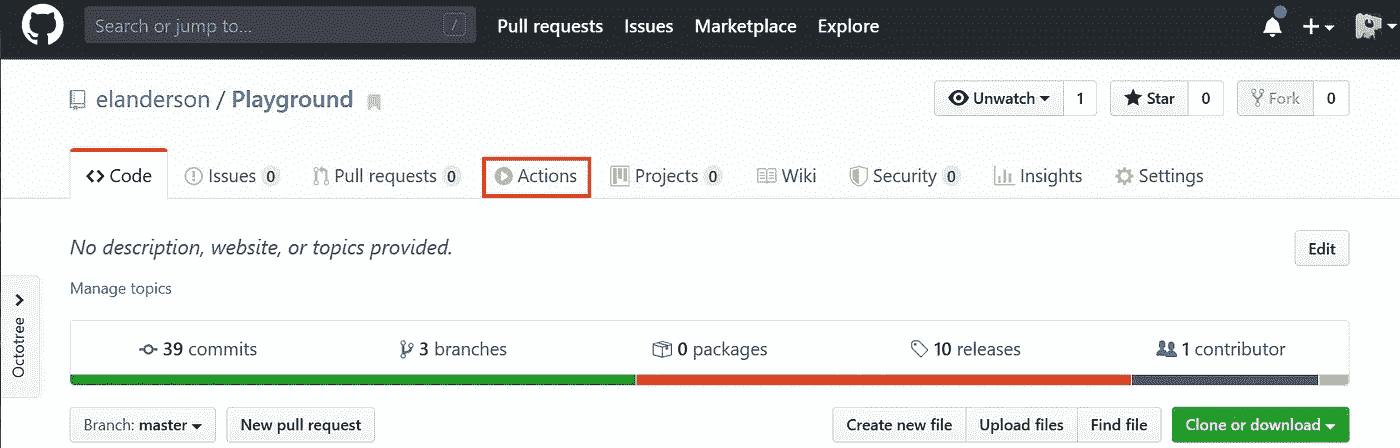 Search or jump to... / Pull requests Issues Marketplace Explore
elanderson / Playground Unwatch 1 Star 0 Fork 0
Code Issues 0 Pull requests 0 Actions Projects 0 Wiki Security 0 Insights Settings
No description, website, or topics provided. Edit
Manage topics
Octotree
39 commits 3 branches 0 packages 10 releases 1 contributor
Branch: master New pull request Create new file Upload files Find file Clone or download